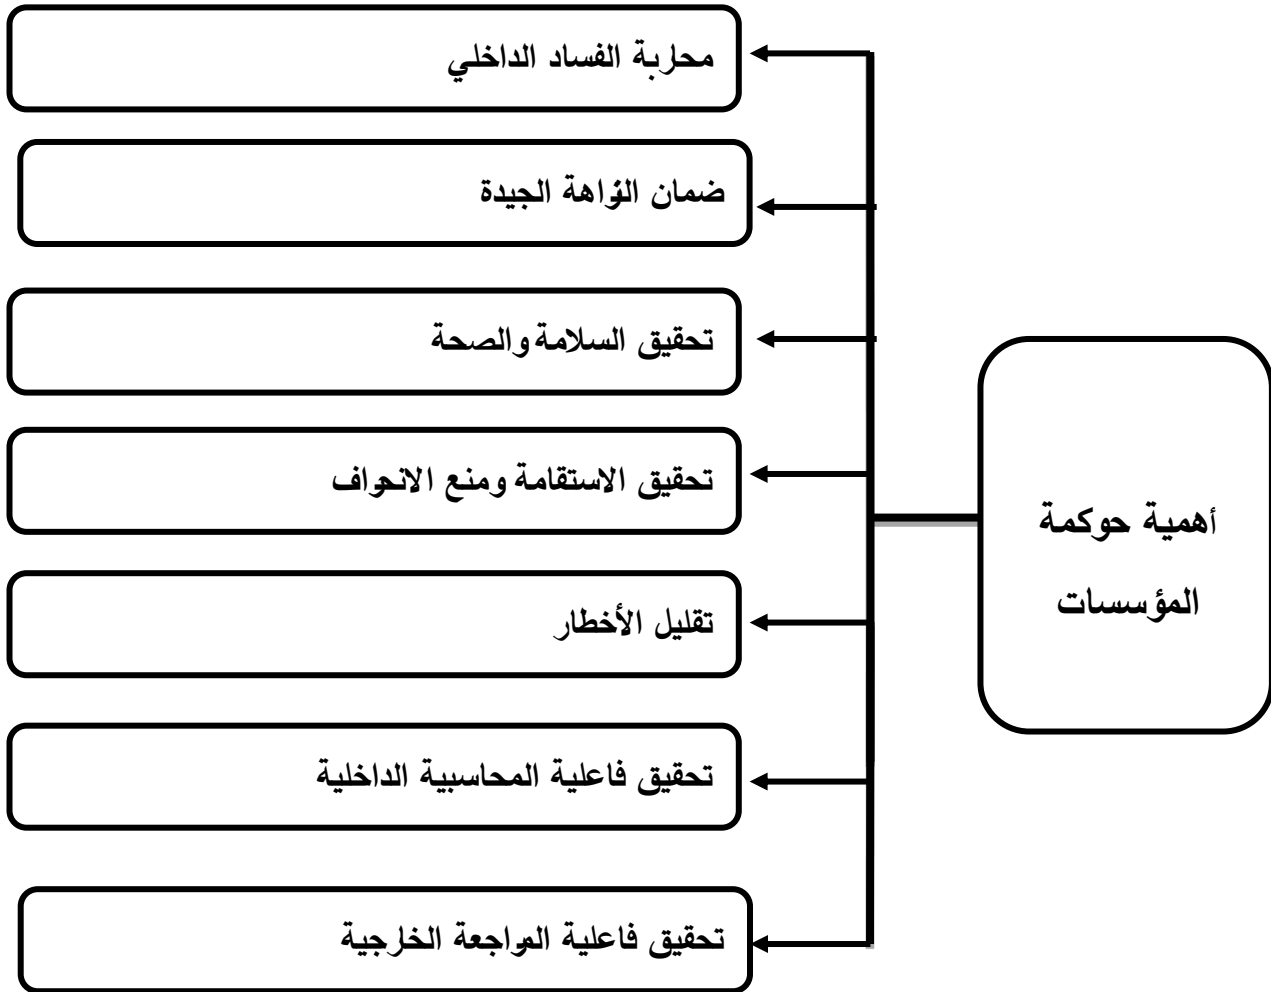 محاربة الفساد الداخلي
ضمان النزاهة الجيدة
تحقيق السلامة والصحة
أهمية حوكمة
المؤسسات
تحقيق الاستقامة ومنع الانحراف
تقليل الأخطار
تحقيق فاعلية المحاسبية الداخلية
تحقيق فاعلية المراجعة الخارجية